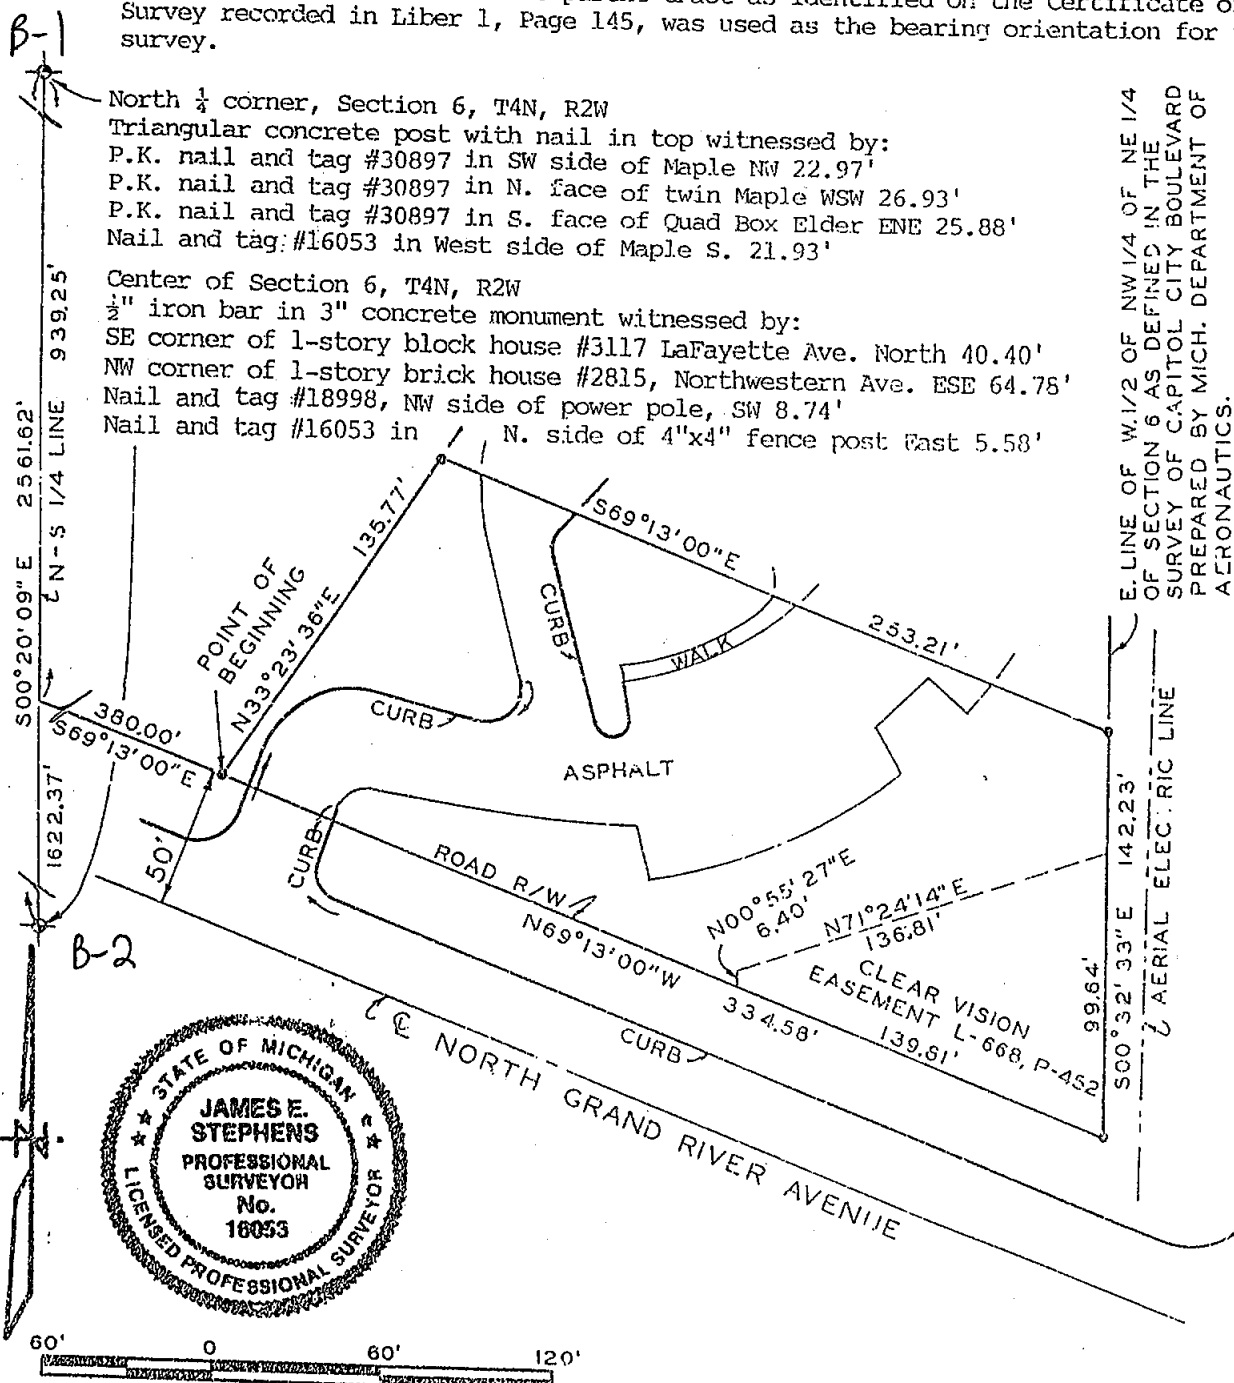 Survey recorded in Liber 1, Page 145, was used as the bearing orientation for
survey.
B-1
North ¼ corner, Section 6, T4N, R2W
Triangular concrete post with nail in top witnessed by:
P.K. nail and tag #30897 in SW side of Maple NW 22.97'
P.K. nail and tag #30897 in N. face of twin Maple WSW 26.93'
P.K. nail and tag #30897 in S. face of Quad Box Elder ENE 25.88'
Nail and tag #16053 in West side of Maple S. 21.93'
Center of Section 6, T4N, R2W
½" iron bar in 3" concrete monument witnessed by:
SE corner of 1-story block house #3117 LaFayette Ave. North 40.40'
NW corner of 1-story brick house #2815, Northwestern Ave. ESE 64.78'
Nail and tag #18998, NW side of power pole, SW 8.74'
Nail and tag #16053 in N. side of 4"x4" fence post East 5.58'
E. LINE OF W.1/2 OF NW1/4 OF NE 1/4
OF SECTION 6 AS DEFINED IN THE
SURVEY OF CAPITOL CITY BOULEVARD
PREPARED BY MICH. DEPARTMENT OF
AERONAUTICS.
S00°20'09"E 2561.62'
N-S 1/4 LINE 939.25'
1622.37'
380.00'
S69°13'00"E
POINT OF
BEGINNING
N33°23'36"E
135.77'
S69°13'00"E
253.21'
CURB
WALK
CURB
ASPHALT
CURB
50'
ROAD R/W
N69°13'00"W
334.58'
N00°55'27"E
6.40'
N71°24'14"E
136.81'
CLEAR VISION
EASEMENT L-668, P-452
139.81'
99.64'
S00°32'33"E 142.23'
AERIAL ELECTRIC LINE
CURB
B-2
℄ NORTH GRAND RIVER AVENUE
STATE OF MICHIGAN
JAMES E.
STEPHENS
PROFESSIONAL
SURVEYOR
No.
16053
LICENSED PROFESSIONAL SURVEYOR
60' 0 60' 120'